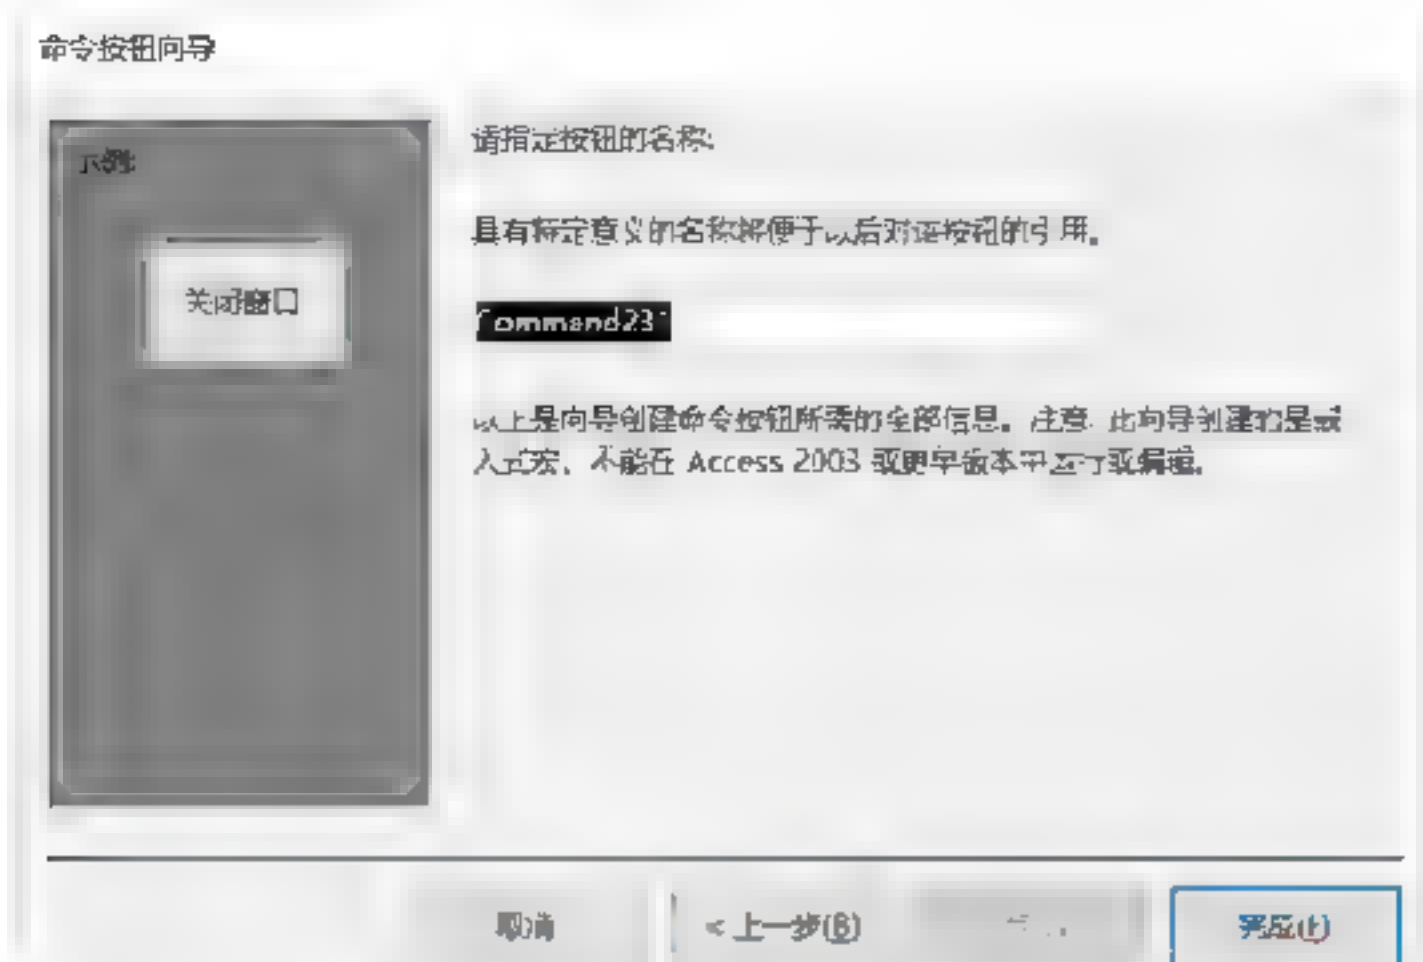 命令按钮向导
示例:
关闭窗口
请指定按钮的名称:
具有特定意义的名称将便于以后对该按钮的引用。
以上是向导创建命令按钮所需的全部信息。注意: 此向导创建的是嵌
入式宏，不能在 Access 2003 或更早版本中运行或编辑。
取消
< 上一步(B)
完成(F)